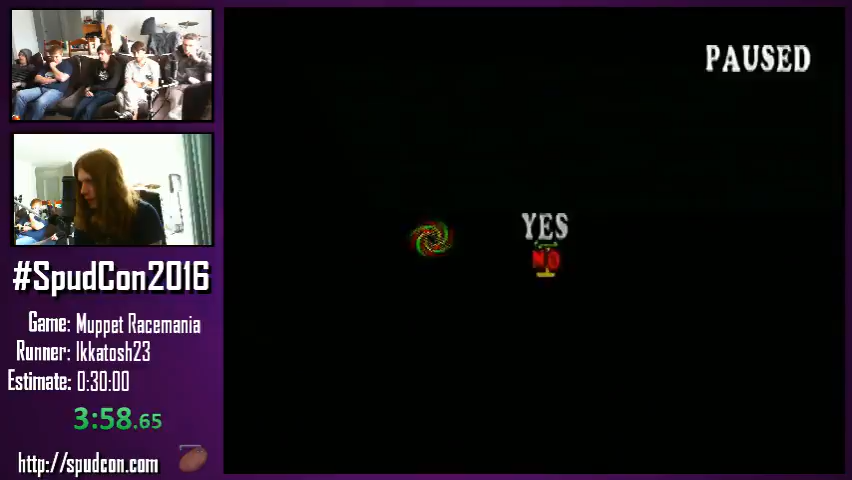 PAUSED
YES
NO
#SpudCon2016
Game: Muppet Racemania
Runner: Ikkatosh23
Estimate: 0:30:00
3:58.65
http://spudcon.com